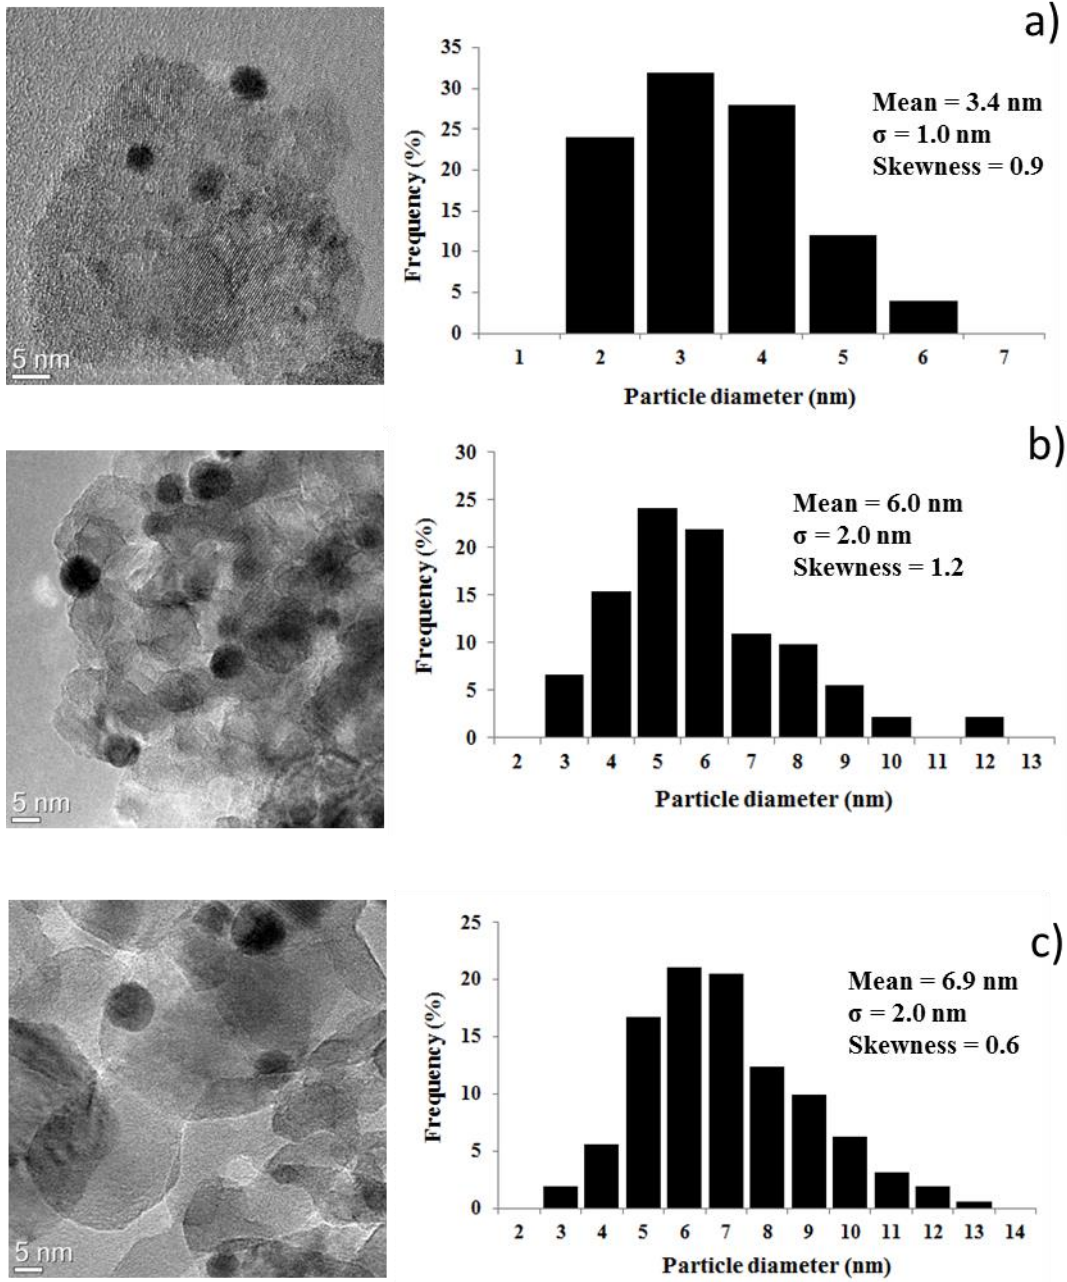 a)
35
30
25
20
15
10
5
0
Frequency (%)
Mean = 3.4 nm
σ = 1.0 nm
Skewness = 0.9
1 2 3 4 5 6 7
Particle diameter (nm)
5 nm
b)
30
25
20
15
10
5
0
Frequency (%)
Mean = 6.0 nm
σ = 2.0 nm
Skewness = 1.2
2 3 4 5 6 7 8 9 10 11 12 13
Particle diameter (nm)
5 nm
c)
25
20
15
10
5
0
Frequency (%)
Mean = 6.9 nm
σ = 2.0 nm
Skewness = 0.6
2 3 4 5 6 7 8 9 10 11 12 13 14
Particle diameter (nm)
5 nm